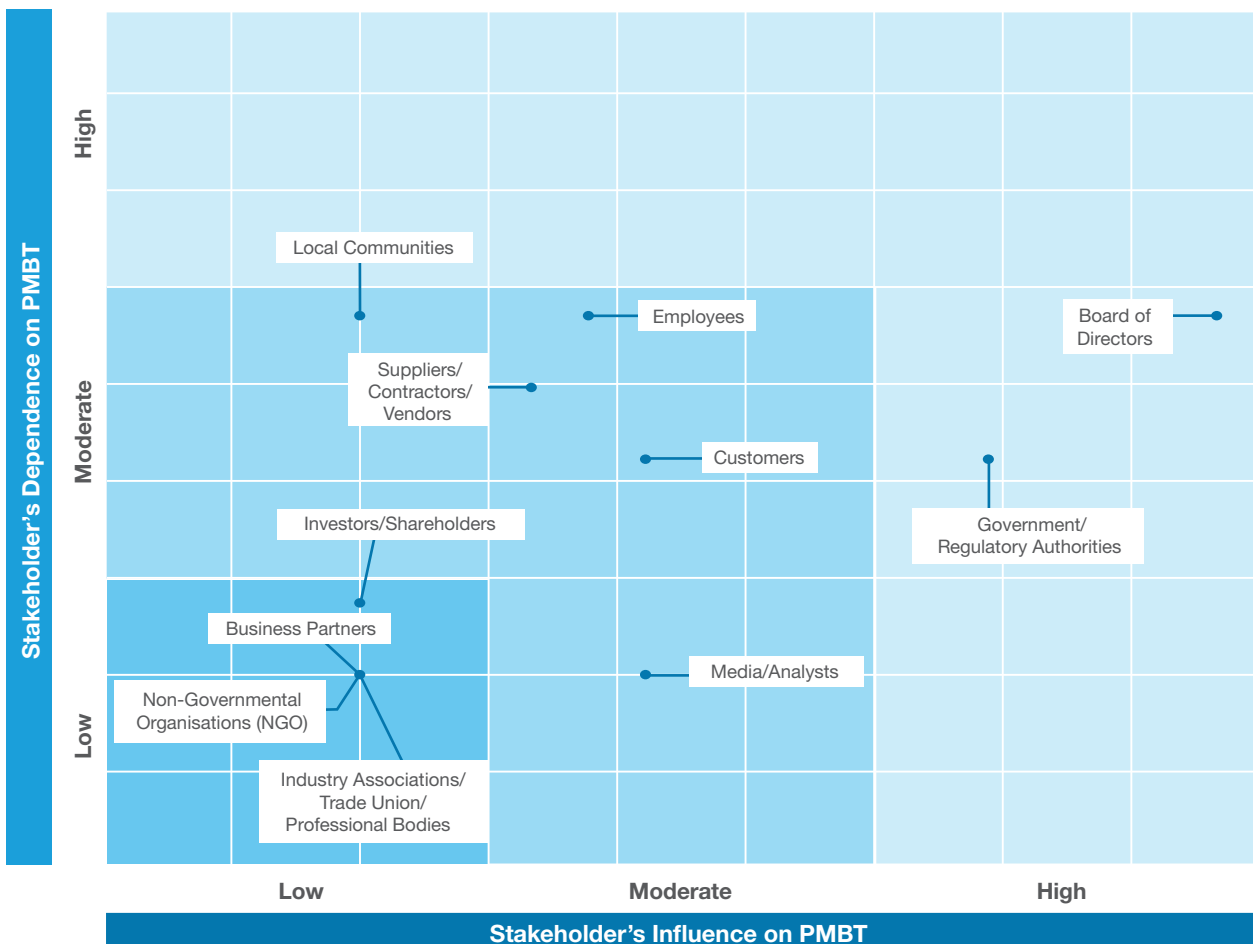 Stakeholder's Dependence on PMBT
High
Moderate
Low
Local Communities
Employees
Board of
Directors
Suppliers/
Contractors/
Vendors
Customers
Investors/Shareholders
Government/
Regulatory Authorities
Business Partners
Media/Analysts
Non-Governmental
Organisations (NGO)
Industry Associations/
Trade Union/
Professional Bodies
Low
Moderate
High
Stakeholder's Influence on PMBT